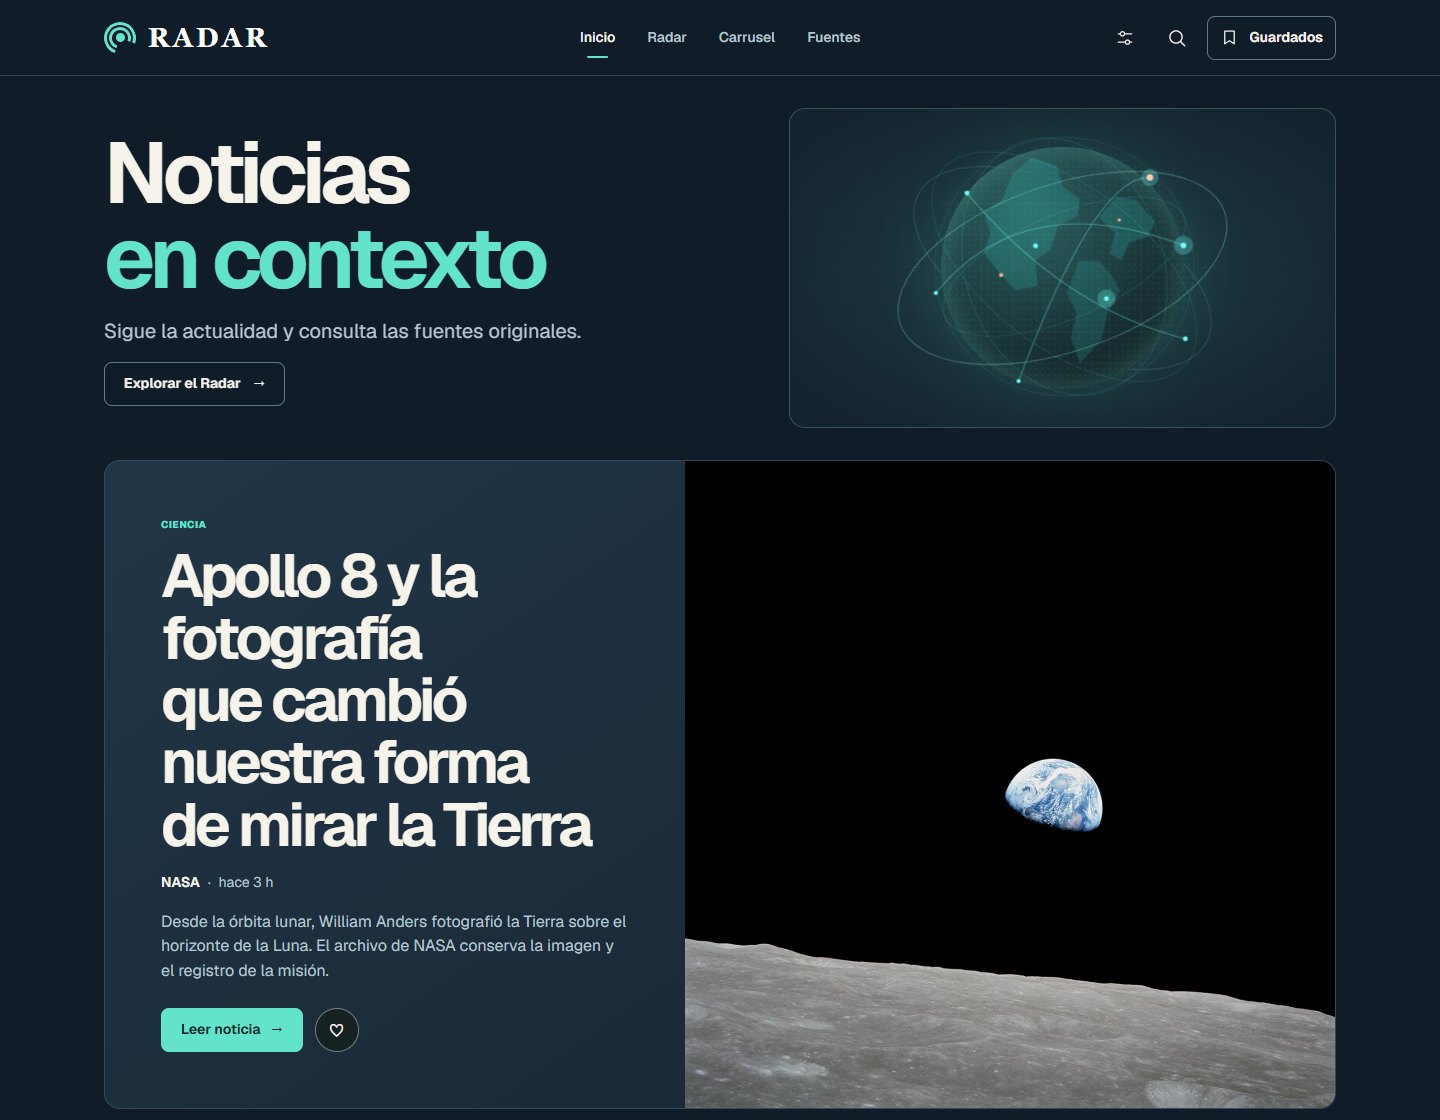 RADAR
Inicio
Radar
Carrusel
Fuentes
Guardados
Noticias
en contexto
Sigue la actualidad y consulta las fuentes originales.
Explorar el Radar →
CIENCIA
Apollo 8 y la
fotografía
que cambió
nuestra forma
de mirar la Tierra
NASA · hace 3 h
Desde la órbita lunar, William Anders fotografió la Tierra sobre el
horizonte de la Luna. El archivo de NASA conserva la imagen y
el registro de la misión.
Leer noticia →